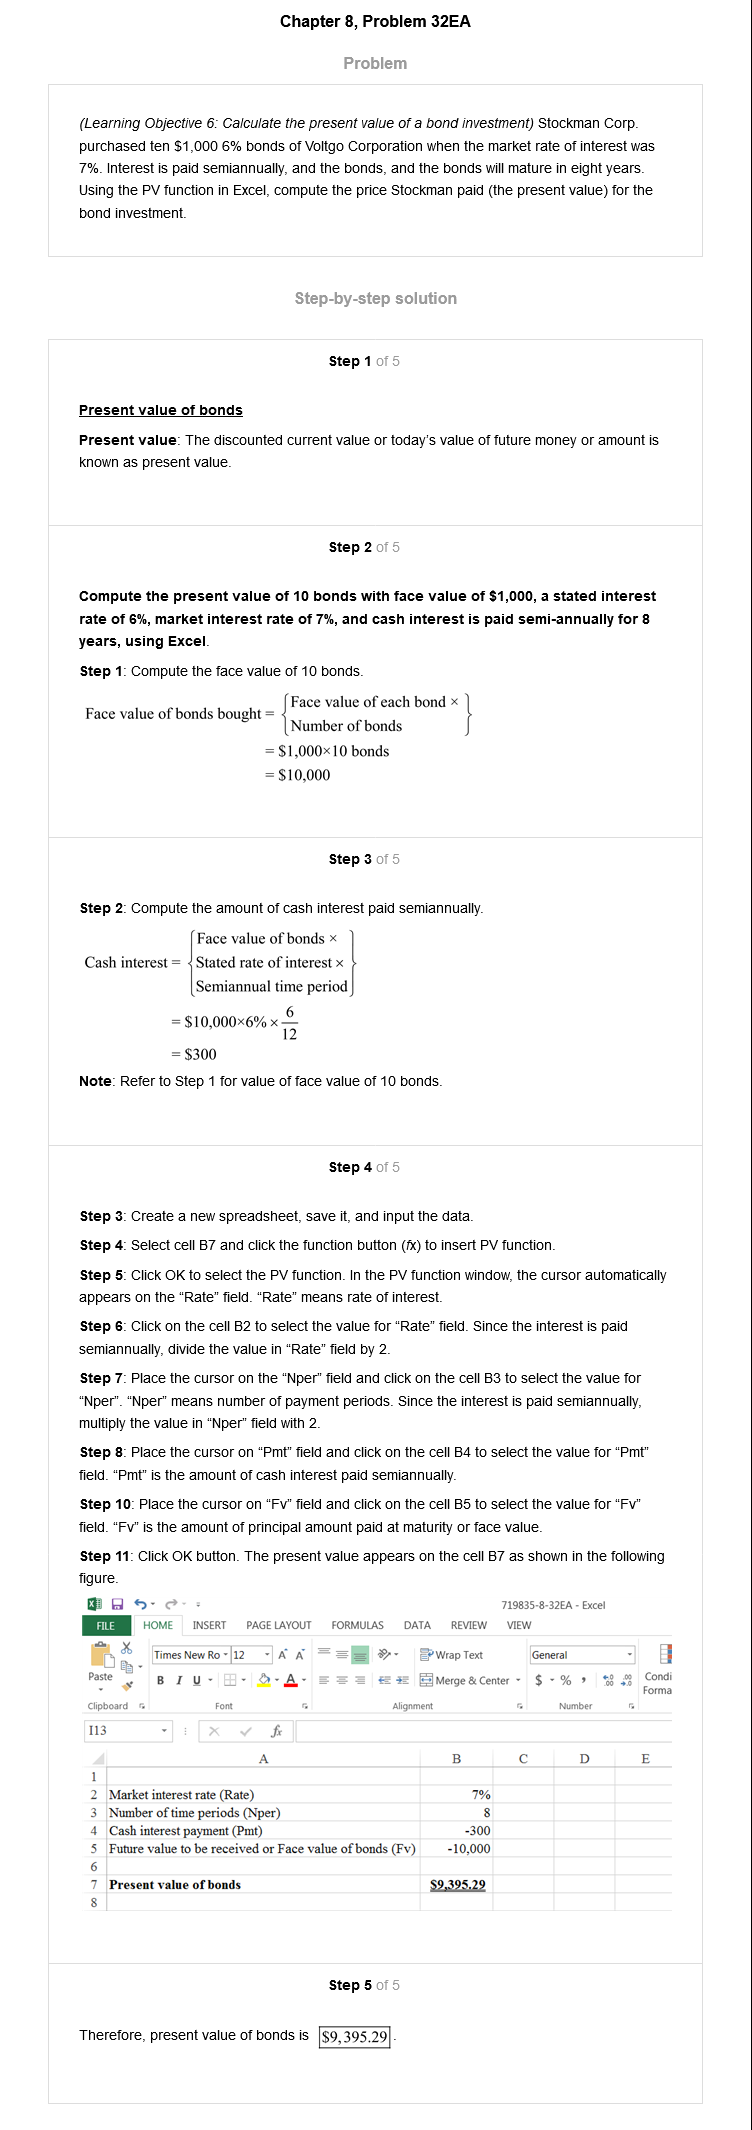 Chapter 8, Problem 32EA
Problem
(Learning Objective 6: Calculate the present value of a bond investment) Stockman Corp.
purchased ten $1,000 6% bonds of Voltgo Corporation when the market rate of interest was
7%. Interest is paid semiannually, and the bonds, and the bonds will mature in eight years.
Using the PV function in Excel, compute the price Stockman paid (the present value) for the
bond investment.
Step-by-step solution
Step 1 of 5
Present value of bonds
Present value: The discounted current value or today's value of future money or amount is
known as present value.
Step 2 of 5
Compute the present value of 10 bonds with face value of $1,000, a stated interest
rate of 6%, market interest rate of 7%, and cash interest is paid semi-annually for 8
years, using Excel.
Step 1: Compute the face value of 10 bonds.
Face value of bonds bought = {Face value of each bond ×
Number of bonds}
= $1,000×10 bonds
= $10,000
Step 3 of 5
Step 2: Compute the amount of cash interest paid semiannually.
Cash interest = {Face value of bonds ×
Stated rate of interest ×
Semiannual time period}
= $10,000×6% × 6/12
= $300
Note: Refer to Step 1 for value of face value of 10 bonds.
Step 4 of 5
Step 3: Create a new spreadsheet, save it, and input the data.
Step 4: Select cell B7 and click the function button (fx) to insert PV function.
Step 5: Click OK to select the PV function. In the PV function window, the cursor automatically
appears on the “Rate” field. “Rate” means rate of interest.
Step 6: Click on the cell B2 to select the value for “Rate” field. Since the interest is paid
semiannually, divide the value in “Rate” field by 2.
Step 7: Place the cursor on the “Nper” field and click on the cell B3 to select the value for
“Nper”. “Nper” means number of payment periods. Since the interest is paid semiannually,
multiply the value in “Nper” field with 2.
Step 8: Place the cursor on “Pmt” field and click on the cell B4 to select the value for “Pmt”
field. “Pmt” is the amount of cash interest paid semiannually.
Step 10: Place the cursor on “Fv” field and click on the cell B5 to select the value for “Fv”
field. “Fv” is the amount of principal amount paid at maturity or face value.
Step 11: Click OK button. The present value appears on the cell B7 as shown in the following
figure.
719835-8-32EA - Excel
FILE HOME INSERT PAGE LAYOUT FORMULAS DATA REVIEW VIEW
Times New Ro 12 A A Wrap Text General
Paste B I U A Merge & Center $ % , .00 .0 Condi
Forma
Clipboard Font Alignment Number
I13 fx
A B C D E
1
2 Market interest rate (Rate) 7%
3 Number of time periods (Nper) 8
4 Cash interest payment (Pmt) -300
5 Future value to be received or Face value of bonds (Fv) -10,000
6
7 Present value of bonds $9,395.29
8
Step 5 of 5
Therefore, present value of bonds is $9,395.29.